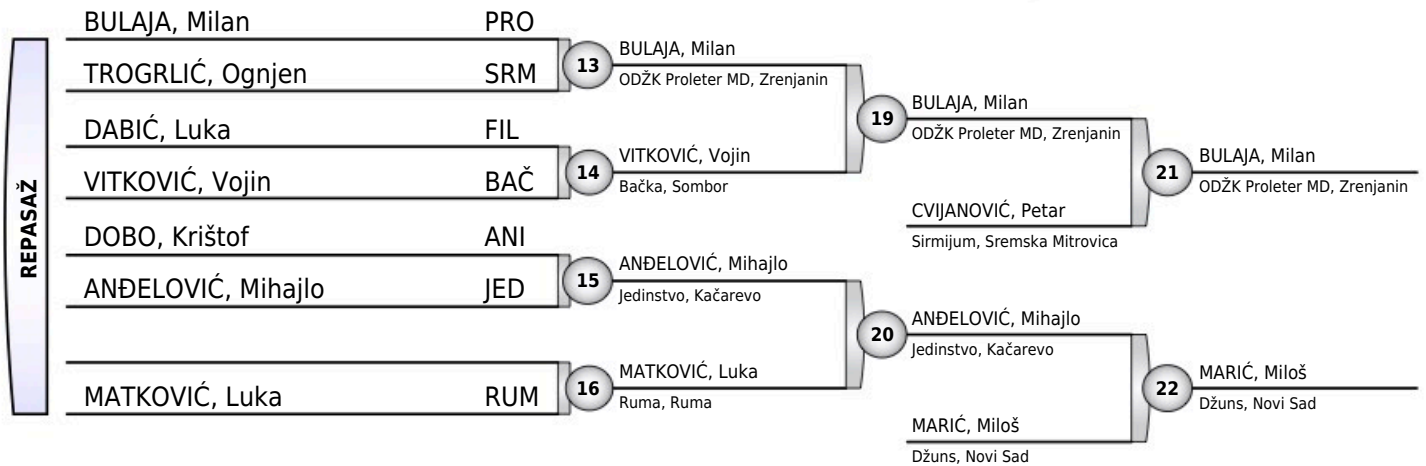 REPASAŽ
BULAJA, Milan PRO
TROGRLIĆ, Ognjen SRM
DABIĆ, Luka FIL
VITKOVIĆ, Vojin BAČ
DOBO, Krištof ANI
ANĐELOVIĆ, Mihajlo JED
MATKOVIĆ, Luka RUM
13
BULAJA, Milan
ODŽK Proleter MD, Zrenjanin
14
VITKOVIĆ, Vojin
Bačka, Sombor
15
ANĐELOVIĆ, Mihajlo
Jedinstvo, Kačarevo
16
MATKOVIĆ, Luka
Ruma, Ruma
19
BULAJA, Milan
ODŽK Proleter MD, Zrenjanin
CVIJANOVIĆ, Petar
Sirmijum, Sremska Mitrovica
20
ANĐELOVIĆ, Mihajlo
Jedinstvo, Kačarevo
MARIĆ, Miloš
Džuns, Novi Sad
21
BULAJA, Milan
ODŽK Proleter MD, Zrenjanin
22
MARIĆ, Miloš
Džuns, Novi Sad